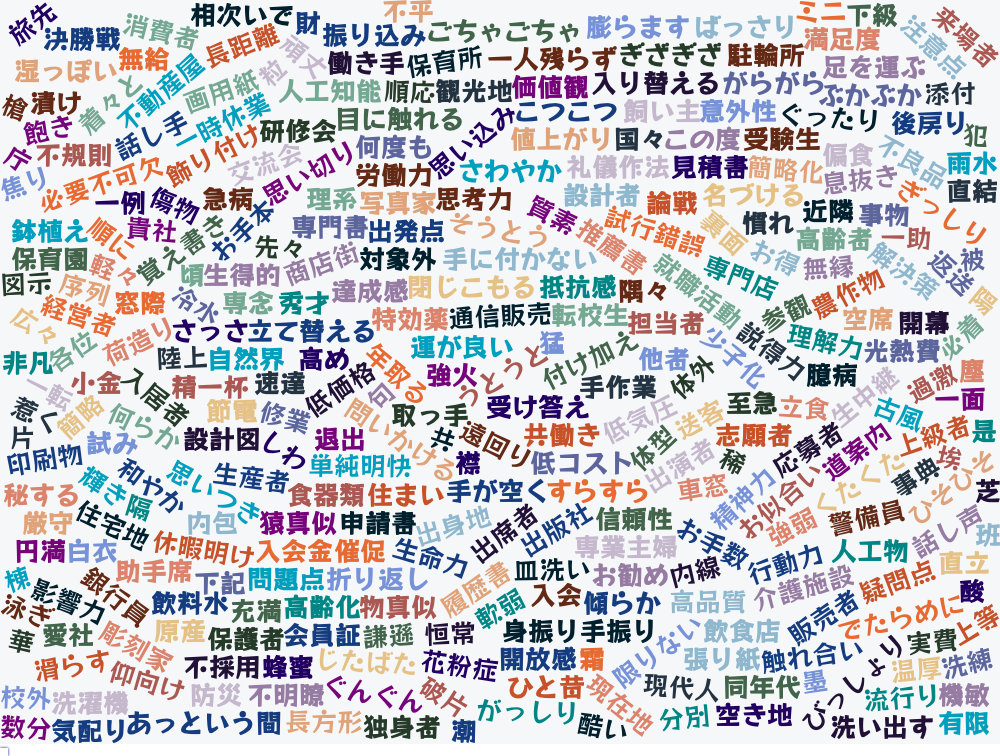 旅先
決勝戦
消費者
相次いで
財
振り込み
不平
ごちゃごちゃ
膨らます
ばっさり
ミニ
下級
満足度
注意点
来場者
湿っぽい
無給
不動産屋
長距離
粒
頑丈
働き手
保育所
一人残らず
ぎざぎざ
駐輪所
足を運ぶ
槍
漬け
着々と
画用紙
人工知能
順応
観光地
価値観
入り替える
がらがら
ぷかぷか
添付
飽き
話し手
一時休業
研修会
目に触れる
思い込み
こつこつ
飼い主
意外性
ぐったり
後戻り
犯
不規則
必要不可欠
飾り付け
交流会
思い切り
何度も
値上がり
国々
この度
受験生
偏食
不良品
雨水
焦り
労働力
さわやか
礼儀作法
見積書
簡略化
息抜き
ぎっしり
直結
一例
傷物
急病
理系
写真家
思考力
設計者
論戦
名づける
鉢植え
順に
貴社
覚え書き
お手本
先々
専門書
出発点
そうとう
質素
推薦書
試行錯誤
裏面
慣れ
近隣
事物
高齢者
一助
保育園
軽々
頃
生得的
商店街
対象外
手に付かない
就職活動
専門店
お得
無縁
解決策
返送
被
図示
序列
窓際
冷水
専念
秀才
達成感
閉じこもる
抵抗感
隅々
参観
農作物
陽
広々
経営者
荷造り
さっさ
立て替える
特効薬
通信販売
転校生
担当者
少子化
説得力
理解力
空席
開幕
必着
非凡
各位
陸上
自然界
高め
年取る
運が良い
猛
付け加え
他者
体外
臆病
光熱費
一転
小金
入居者
精一杯
速達
低価格
強火
うとうと
手作業
生中継
過激
塵
一面
惹く
簡略
何らか
節電
修業
問いかける
取っ手
受け答え
低気圧
送客
至急
立食
古風
片
印刷物
試み
設計図
しわ
退出
共
遠回り
共働き
体型
志願者
応募者
道案内
上級者
是
輝き
和やか
思いつき
生産者
単純明快
襟
低コスト
出演者
稀
精神力
お似合い
くたくた
事典
埃
秘する
隔
食器類
住まい
手が空く
すらすら
車窓
ひそひそ
芝
厳守
住宅地
内包
猿真似
申請書
出身地
出席者
出版社
信頼性
お手数
強弱
警備員
話し声
班
円満
白衣
休暇明け
入会金
催促
生命力
専業主婦
行動力
人工物
直立
棟
影響力
銀行員
助手席
下記
問題点
折り返し
履歴書
皿洗い
お勧め
内線
介護施設
疑問点
酸
泳ぎ
飲料水
充満
高齢化
物真似
軟弱
入会
傾らか
高品質
販売者
でたらめに
上等
華
愛社
彫刻家
原産
保護者
会員証
謙遜
恒常
身振り手振り
限りない
飲食店
触れ合い
実費
滑らす
仰向け
不採用
蜂蜜
じたばた
花粉症
開放感
霜
張り紙
びっしょり
温厚
洗練
校外
洗濯機
防災
不明瞭
ぐんぐん
破片
ひと昔
現在地
現代人
同年代
墨
流行り
機敏
数分
気配り
あっという間
長方形
独身者
潮
がっしり
酷い
分別
空き地
洗い出す
有限